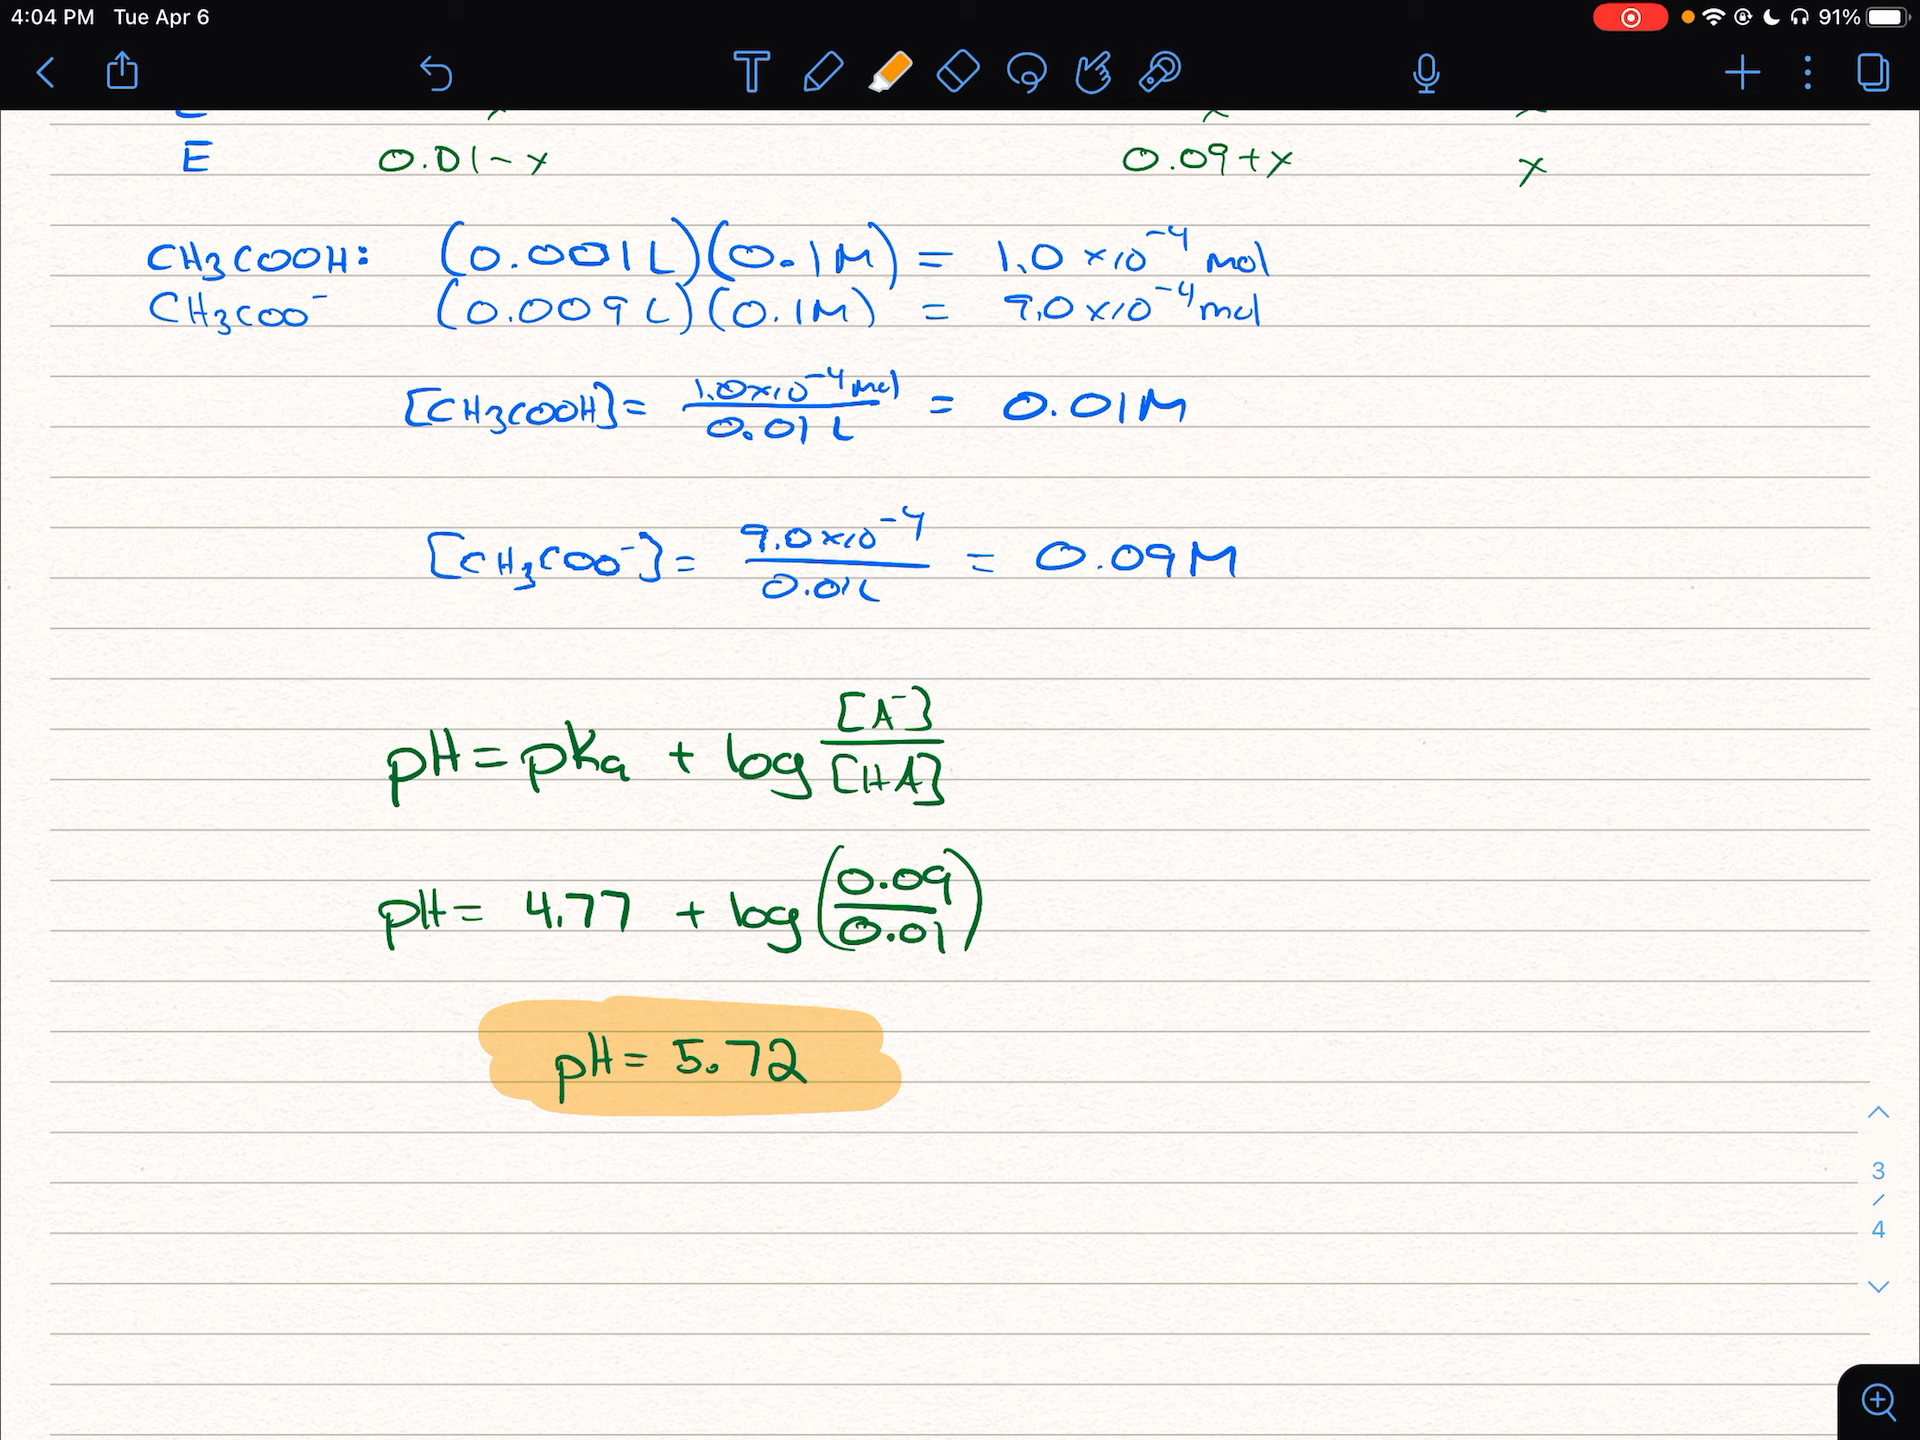 4:04 PM Tue Apr 6 91%
T
E 0.01-x 0.09+x x
CH3COOH: (0.001L)(0.1M) = 1.0 ×10⁻⁴ mol
CH3COO⁻ (0.009L)(0.1M) = 9.0 ×10⁻⁴ mol
[CH3COOH] = 1.0×10⁻⁴ mol / 0.01 L = 0.01M
[CH3COO⁻] = 9.0×10⁻⁴ / 0.01L = 0.09M
pH = pKa + log [A⁻] / [HA]
pH = 4.77 + log (0.09 / 0.01)
pH = 5.72
3
/
4